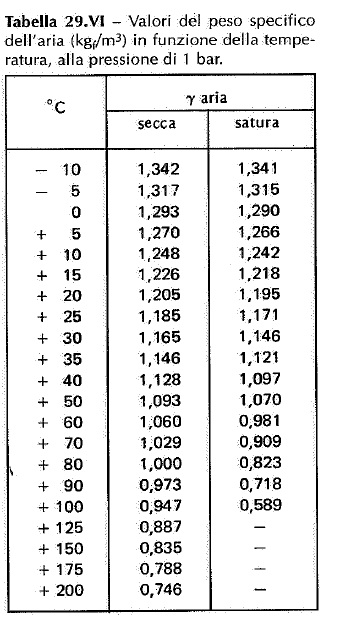 Tabella 29.VI – Valori del peso specifico
dell'aria (kgf/m³) in funzione della tempe-
ratura, alla pressione di 1 bar.
°C γ aria
secca satura
− 10 1,342 1,341
− 5 1,317 1,315
0 1,293 1,290
+ 5 1,270 1,266
+ 10 1,248 1,242
+ 15 1,226 1,218
+ 20 1,205 1,195
+ 25 1,185 1,171
+ 30 1,165 1,146
+ 35 1,146 1,121
+ 40 1,128 1,097
+ 50 1,093 1,070
+ 60 1,060 0,981
+ 70 1,029 0,909
+ 80 1,000 0,823
+ 90 0,973 0,718
+ 100 0,947 0,589
+ 125 0,887 –
+ 150 0,835 –
+ 175 0,788 –
+ 200 0,746 –